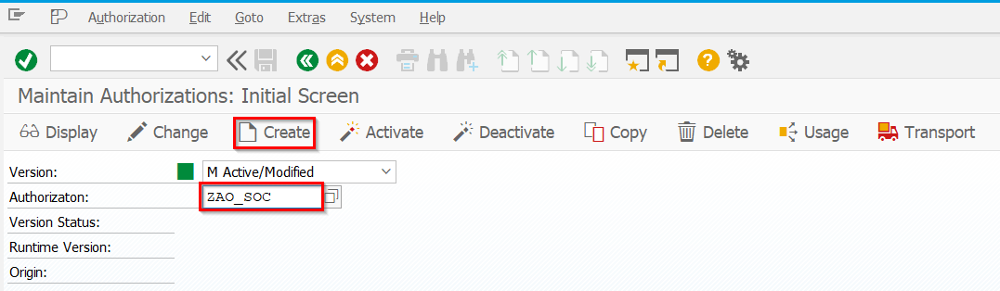 Authorization Edit Goto Extras System Help
Maintain Authorizations: Initial Screen
Display Change Create Activate Deactivate Copy Delete Usage Transport
Version: M Active/Modified
Authorizaton: ZAO_SOC
Version Status:
Runtime Version:
Origin: